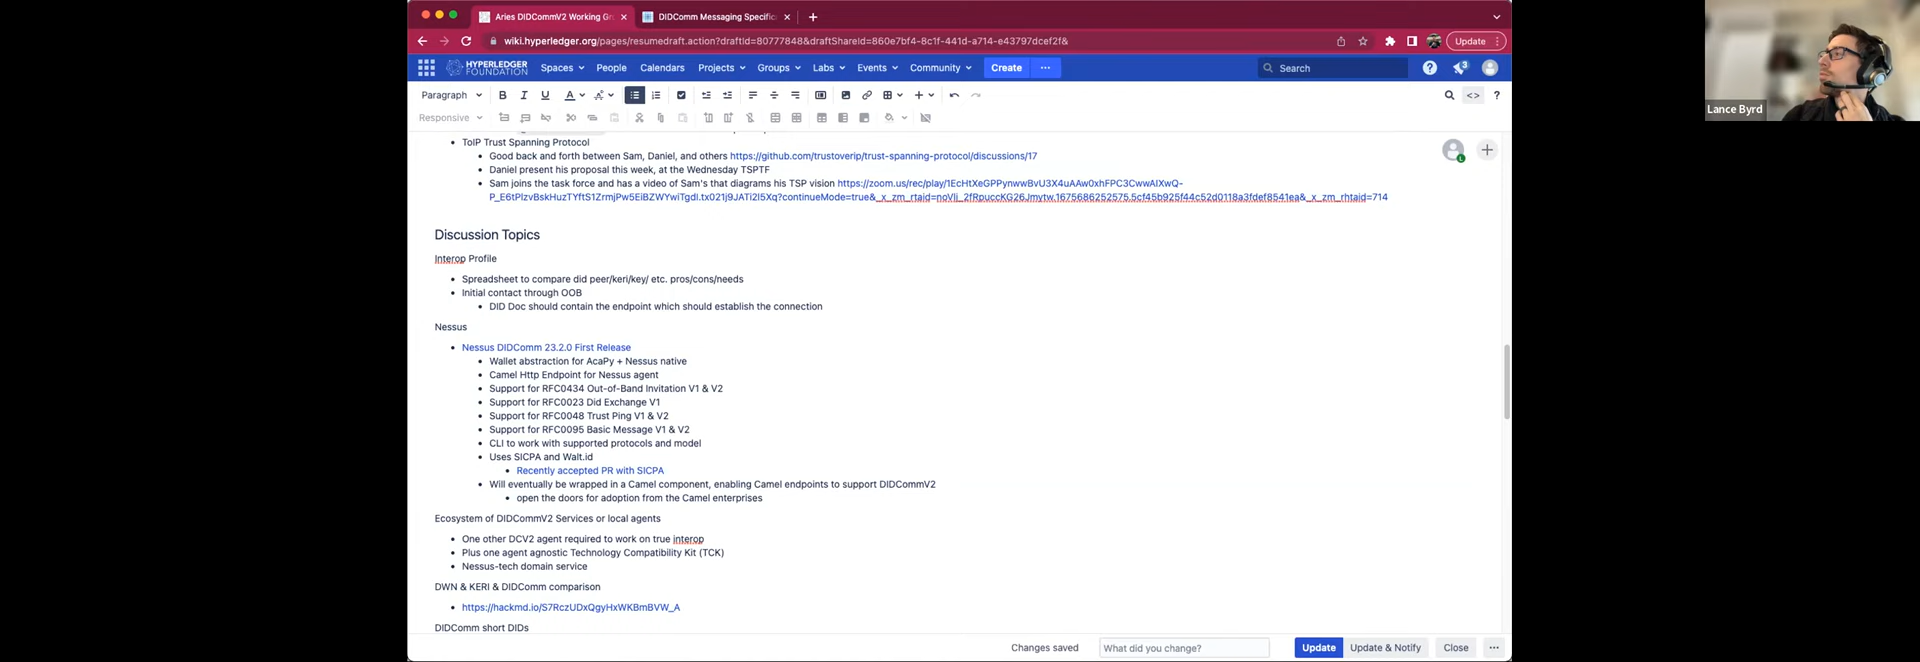 Aries DIDCommV2 Working Gr
DIDComm Messaging Specific
wiki.hyperledger.org/pages/resumedraft.action?draftId=80777848&draftShareId=860e7bf4-8c1f-441d-a714-e43797dcef2f&
Update
HYPERLEDGER
FOUNDATION
Spaces People Calendars Projects Groups Labs Events Community Create Search
3
Paragraph
Responsive
ToIP Trust Spanning Protocol
Good back and forth between Sam, Daniel, and others https://github.com/trustoverip/trust-spanning-protocol/discussions/17
Daniel present his proposal this week, at the Wednesday TSPTF
Sam joins the task force and has a video of Sam's that diagrams his TSP vision
Discussion Topics
Interop Profile
Spreadsheet to compare did peer/keri/key/ etc. pros/cons/needs
Initial contact through OOB
DID Doc should contain the endpoint which should establish the connection
Nessus
Nessus DIDComm 23.2.0 First Release
Wallet abstraction for AcaPy + Nessus native
Camel Http Endpoint for Nessus agent
Support for RFC0434 Out-of-Band Invitation V1 & V2
Support for RFC0023 Did Exchange V1
Support for RFC0048 Trust Ping V1 & V2
Support for RFC0095 Basic Message V1 & V2
CLI to work with supported protocols and model
Uses SICPA and Walt.id
Recently accepted PR with SICPA
Will eventually be wrapped in a Camel component, enabling Camel endpoints to support DIDCommV2
open the doors for adoption from the Camel enterprises
Ecosystem of DIDCommV2 Services or local agents
One other DCV2 agent required to work on true interop
Plus one agent agnostic Technology Compatibility Kit (TCK)
Nessus-tech domain service
DWN & KERI & DIDComm comparison
https://hackmd.io/S7RczUDxQgyHxWKBmBVW_A
DIDComm short DIDs
Changes saved
What did you change?
Update
Update & Notify
Close
Lance Byrd